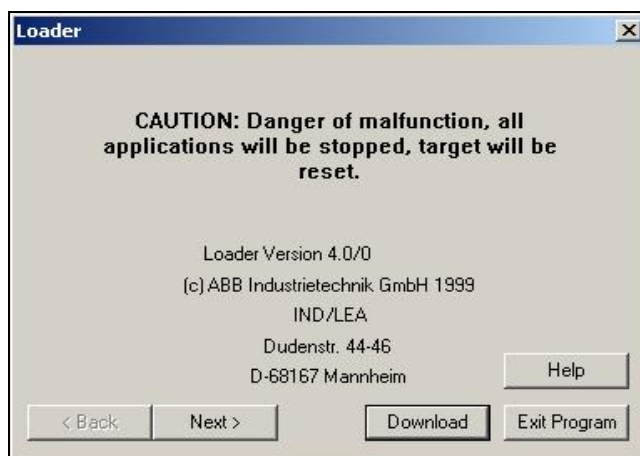 Loader
CAUTION: Danger of malfunction, all
applications will be stopped, target will be
reset.
Loader Version 4.0/0
(c) ABB Industrietechnik GmbH 1999
IND/LEA
Dudenstr. 44-46
D-68167 Mannheim
Help
< Back
Next >
Download
Exit Program